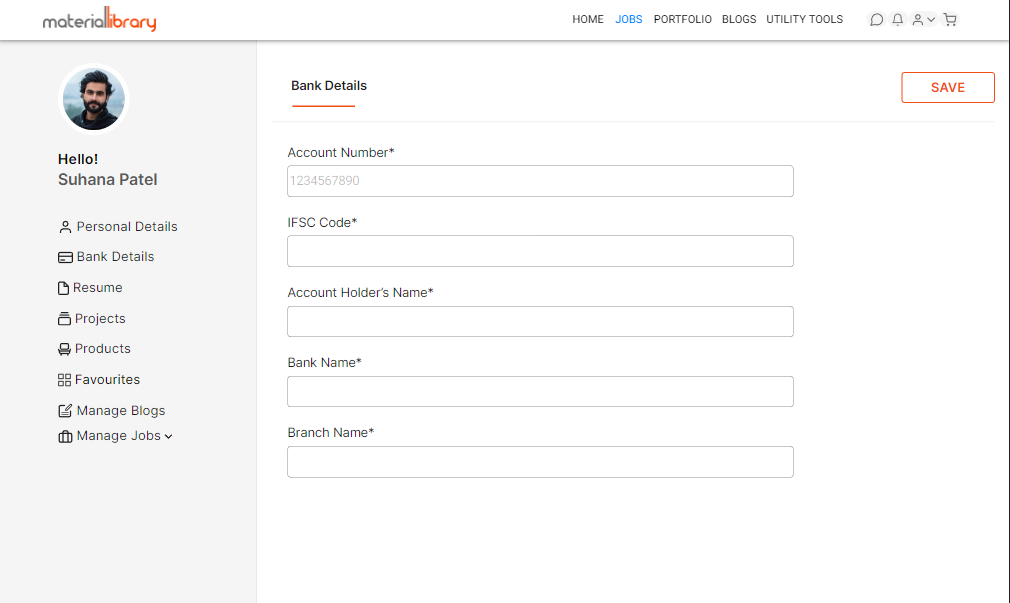 materiallibrary
HOME JOBS PORTFOLIO BLOGS UTILITY TOOLS
Bank Details
SAVE
Hello!
Suhana Patel
Personal Details
Bank Details
Resume
Projects
Products
Favourites
Manage Blogs
Manage Jobs
Account Number*
1234567890
IFSC Code*
Account Holder’s Name*
Bank Name*
Branch Name*